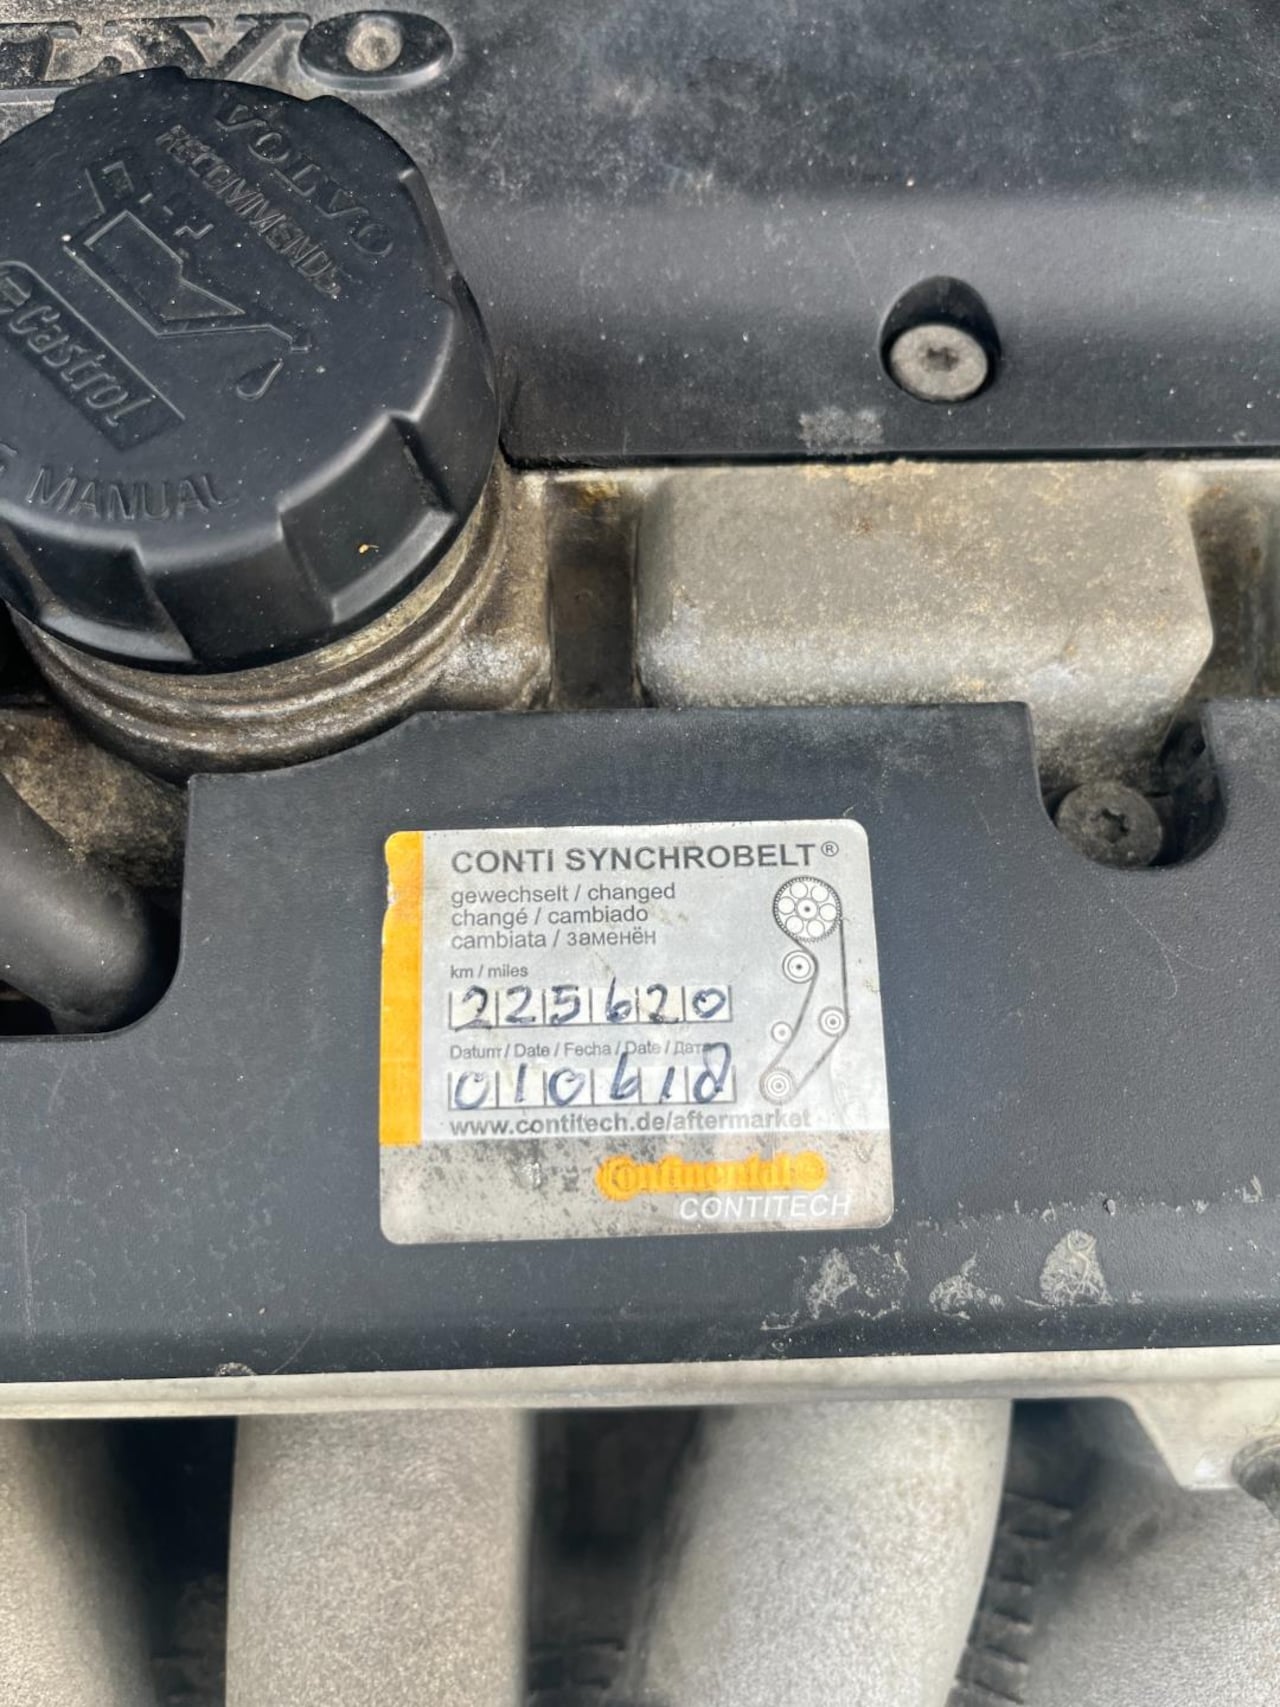 VOLVO
RECOMMENDE
Castrol
MANUAL
CONTI SYNCHROBELT®
gewechselt / changed
changé / cambiado
cambiata / заменён
km / miles
225620
Datum / Date / Fecha / Date / Дата
010618
www.contitech.de/aftermarket
Continental
CONTITECH